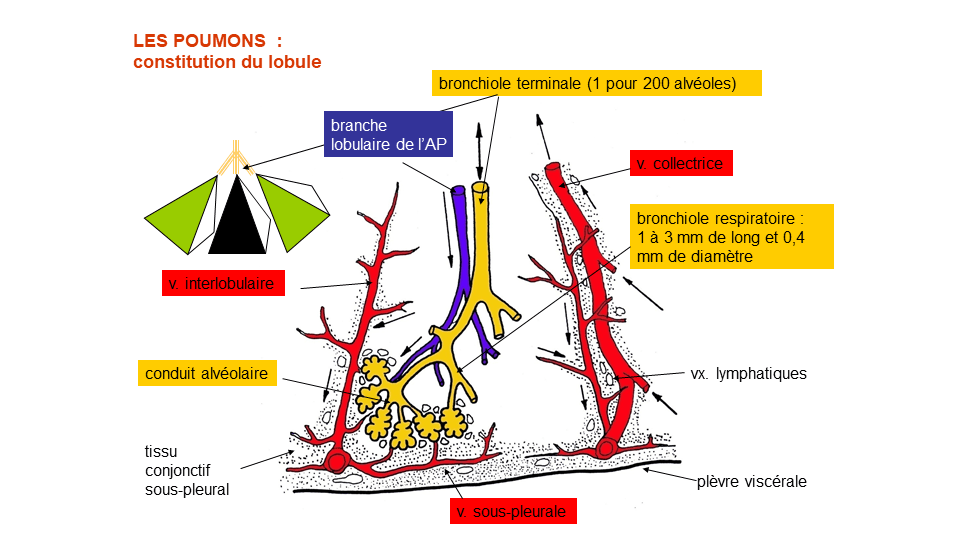 LES POUMONS  :
constitution du lobule
bronchiole terminale (1 pour 200 alvéoles)
branche
lobulaire de l'AP
v. collectrice
bronchiole respiratoire :
1 à 3 mm de long et 0,4
mm de diamètre
v. interlobulaire
conduit alvéolaire
vx. lymphatiques
tissu
conjonctif
sous-pleural
plèvre viscérale
v. sous-pleurale